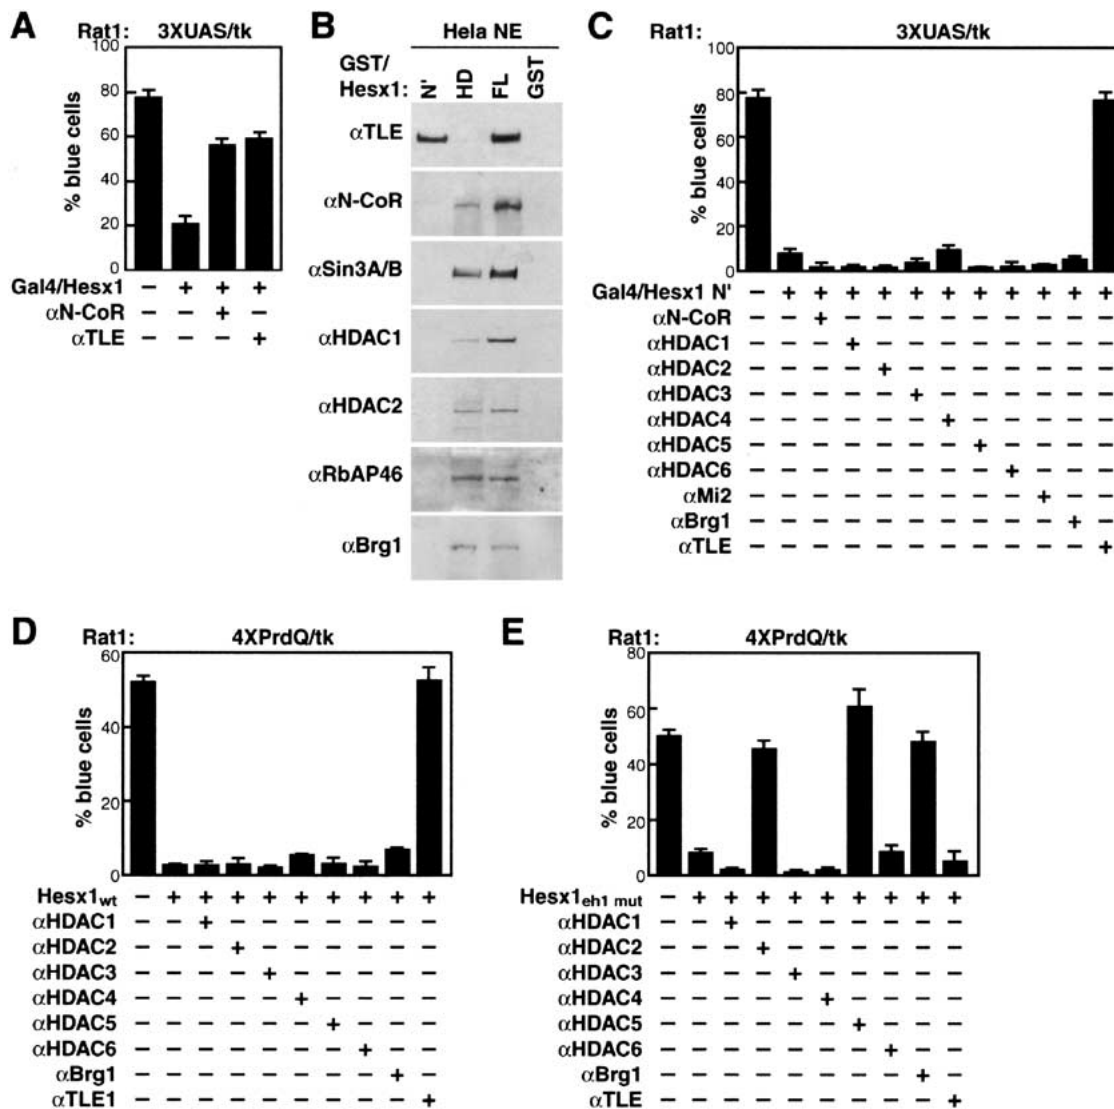 A
Rat1: 3XUAS/tk
% blue cells
100
80
60
40
20
0
Gal4/Hesx1 – + + +
αN-CoR – – + –
αTLE – – – +
B
Hela NE
GST/
Hesx1: N' HD FL GST
αTLE
αN-CoR
αSin3A/B
αHDAC1
αHDAC2
αRbAP46
αBrg1
C
Rat1: 3XUAS/tk
% blue cells
100
80
60
40
20
0
Gal4/Hesx1 N' – + + + + + + + + + + +
αN-CoR – – + – – – – – – – – –
αHDAC1 – – – + – – – – – – – –
αHDAC2 – – – – + – – – – – – –
αHDAC3 – – – – – + – – – – – –
αHDAC4 – – – – – – + – – – – –
αHDAC5 – – – – – – – + – – – –
αHDAC6 – – – – – – – – + – – –
αMi2 – – – – – – – – – + – –
αBrg1 – – – – – – – – – – + –
αTLE – – – – – – – – – – – +
D
Rat1: 4XPrdQ/tk
% blue cells
60
40
20
0
Hesx1wt – + + + + + + + + +
αHDAC1 – – + – – – – – – –
αHDAC2 – – – + – – – – – –
αHDAC3 – – – – + – – – – –
αHDAC4 – – – – – + – – – –
αHDAC5 – – – – – – + – – –
αHDAC6 – – – – – – – + – –
αBrg1 – – – – – – – – + –
αTLE1 – – – – – – – – – +
E
Rat1: 4XPrdQ/tk
% blue cells
80
60
40
20
0
Hesx1eh1 mut – + + + + + + + + +
αHDAC1 – – + – – – – – – –
αHDAC2 – – – + – – – – – –
αHDAC3 – – – – + – – – – –
αHDAC4 – – – – – + – – – –
αHDAC5 – – – – – – + – – –
αHDAC6 – – – – – – – + – –
αBrg1 – – – – – – – – + –
αTLE – – – – – – – – – +